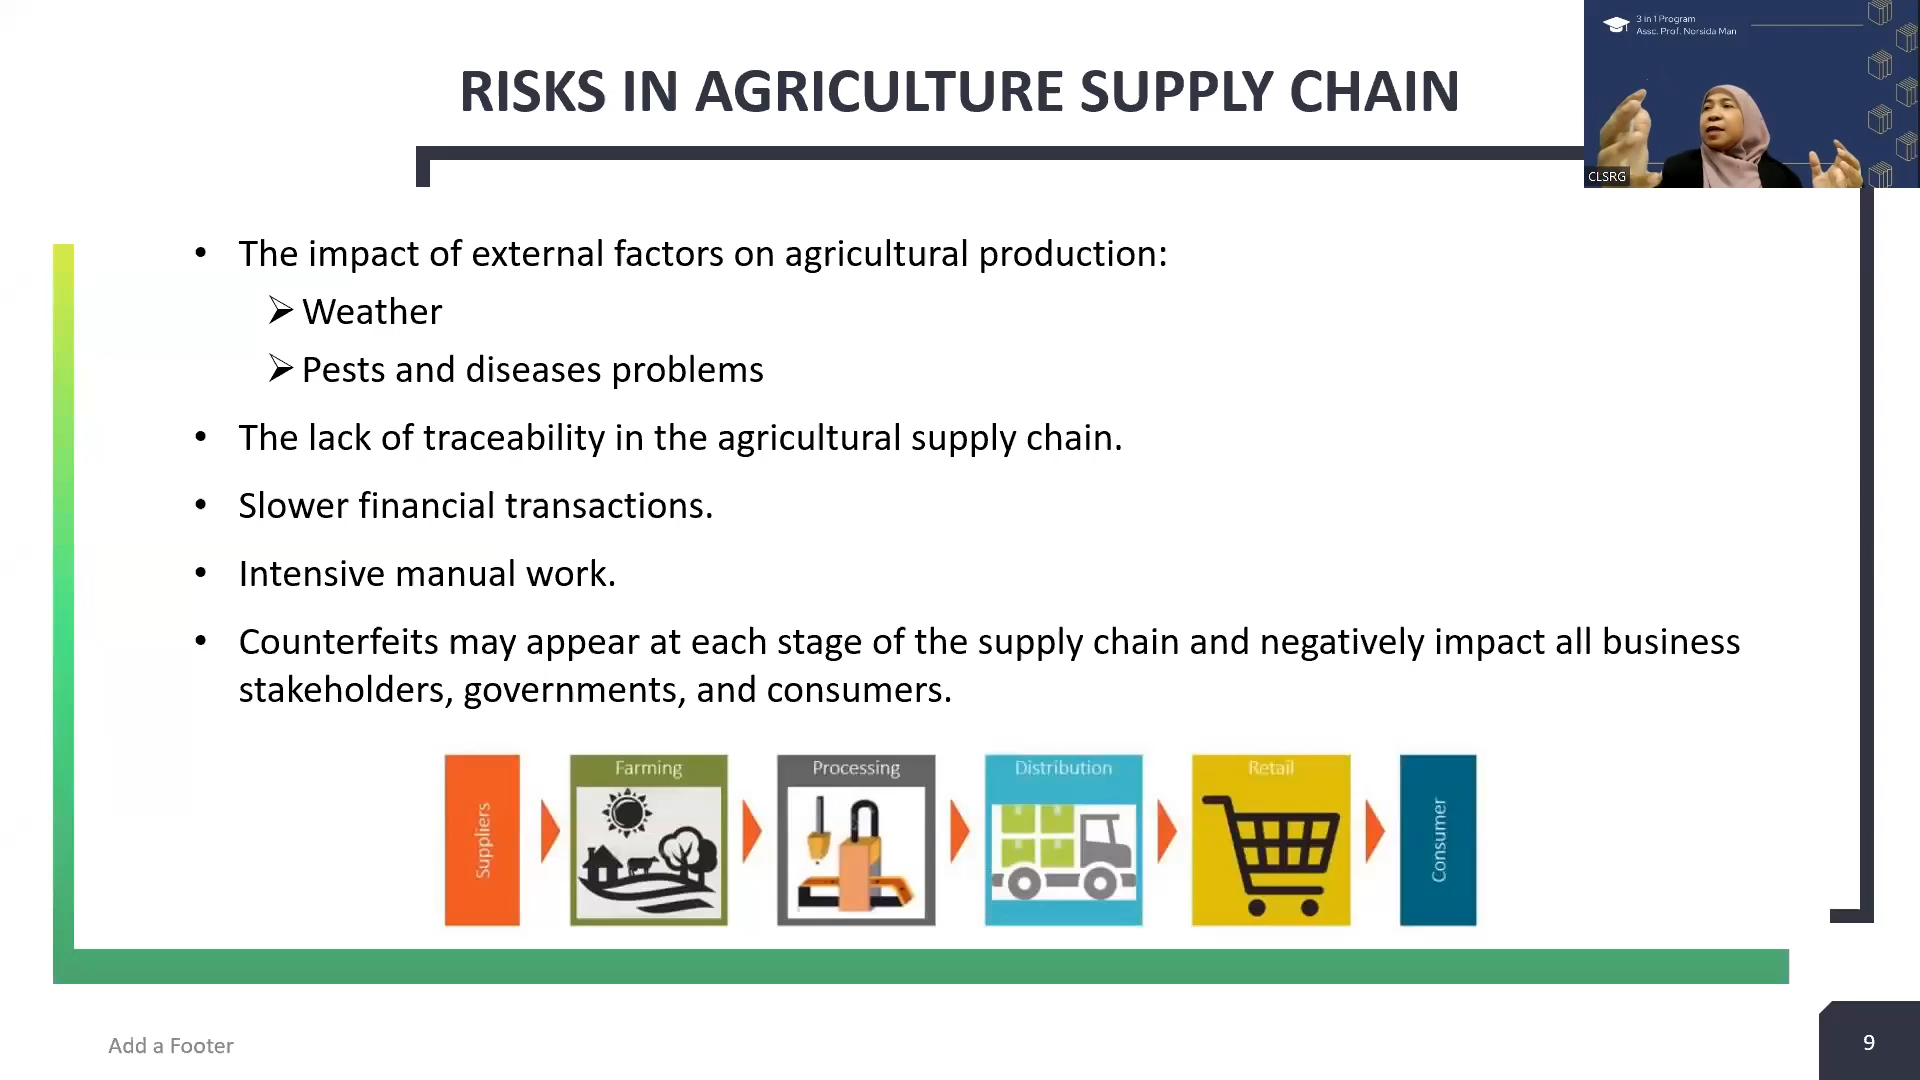 RISKS IN AGRICULTURE SUPPLY CHAIN
3 in 1 Program
Assc. Prof. Norsida Man
CLSRG
• The impact of external factors on agricultural production:
➢ Weather
➢ Pests and diseases problems
• The lack of traceability in the agricultural supply chain.
• Slower financial transactions.
• Intensive manual work.
• Counterfeits may appear at each stage of the supply chain and negatively impact all business
stakeholders, governments, and consumers.
Suppliers
Farming
Processing
Distribution
Retail
Consumer
Add a Footer
9